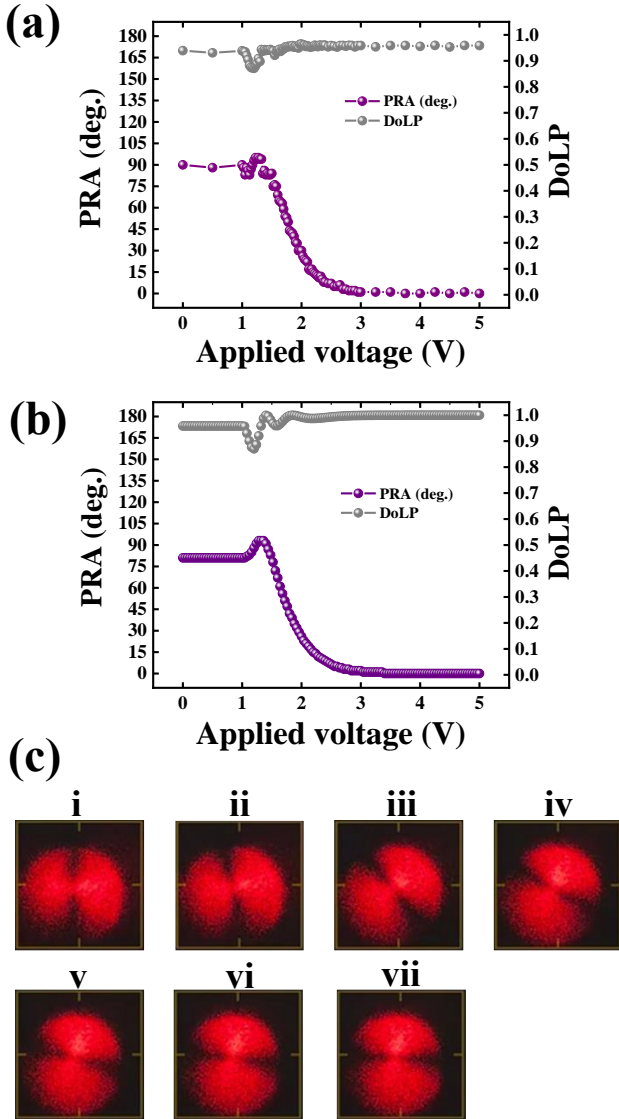 (a)
180
165
150
135
120
105
90
75
60
45
30
15
0
PRA (deg.)
PRA (deg.)
DoLP
1.0
0.9
0.8
0.7
0.6
0.5
0.4
0.3
0.2
0.1
0.0
DoLP
0 1 2 3 4 5
Applied voltage (V)
(b)
180
165
150
135
120
105
90
75
60
45
30
15
0
PRA (deg.)
PRA (deg.)
DoLP
1.0
0.9
0.8
0.7
0.6
0.5
0.4
0.3
0.2
0.1
0.0
DoLP
0 1 2 3 4 5
Applied voltage (V)
(c)
i ii iii iv
v vi vii